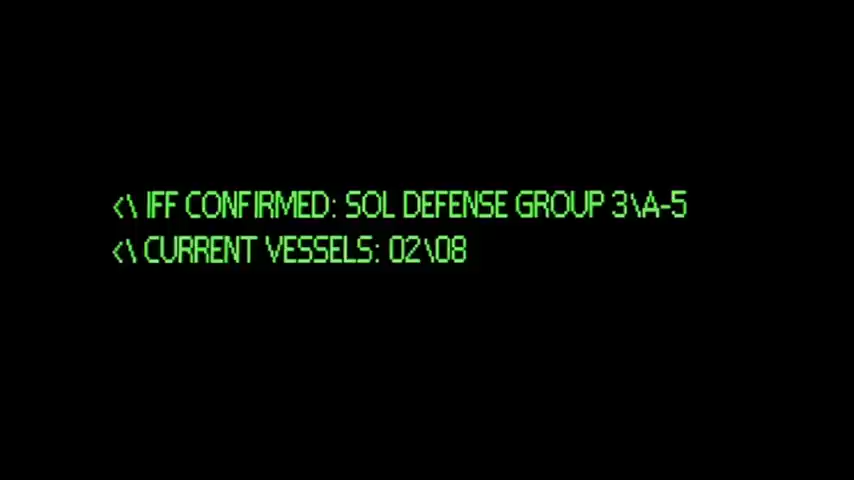 <\ IFF CONFIRMED: SOL DEFENSE GROUP 3\A-5
<\ CURRENT VESSELS: 02\08